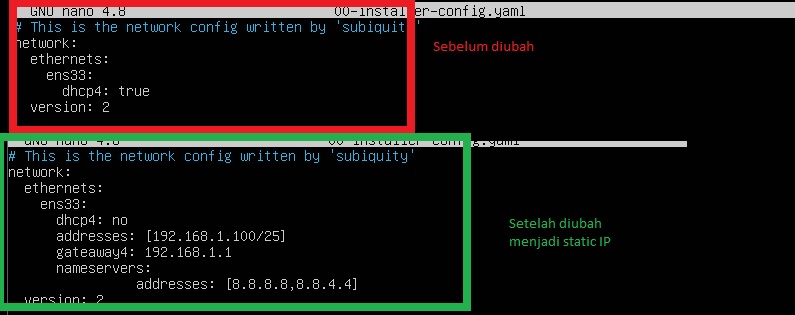 GNU nano 4.8 00-installer-config.yaml
# This is the network config written by 'subiquit
Sebelum diubah
network:
ethernets:
ens33:
dhcp4: true
version: 2
GNU nano 4.8 00-installer-config.yaml
# This is the network config written by 'subiquity'
network:
ethernets:
ens33:
dhcp4: no
addresses: [192.168.1.100/25]
gateaway4: 192.168.1.1
nameservers:
addresses: [8.8.8.8,8.8.4.4]
version: 2
Setelah diubah
menjadi static IP